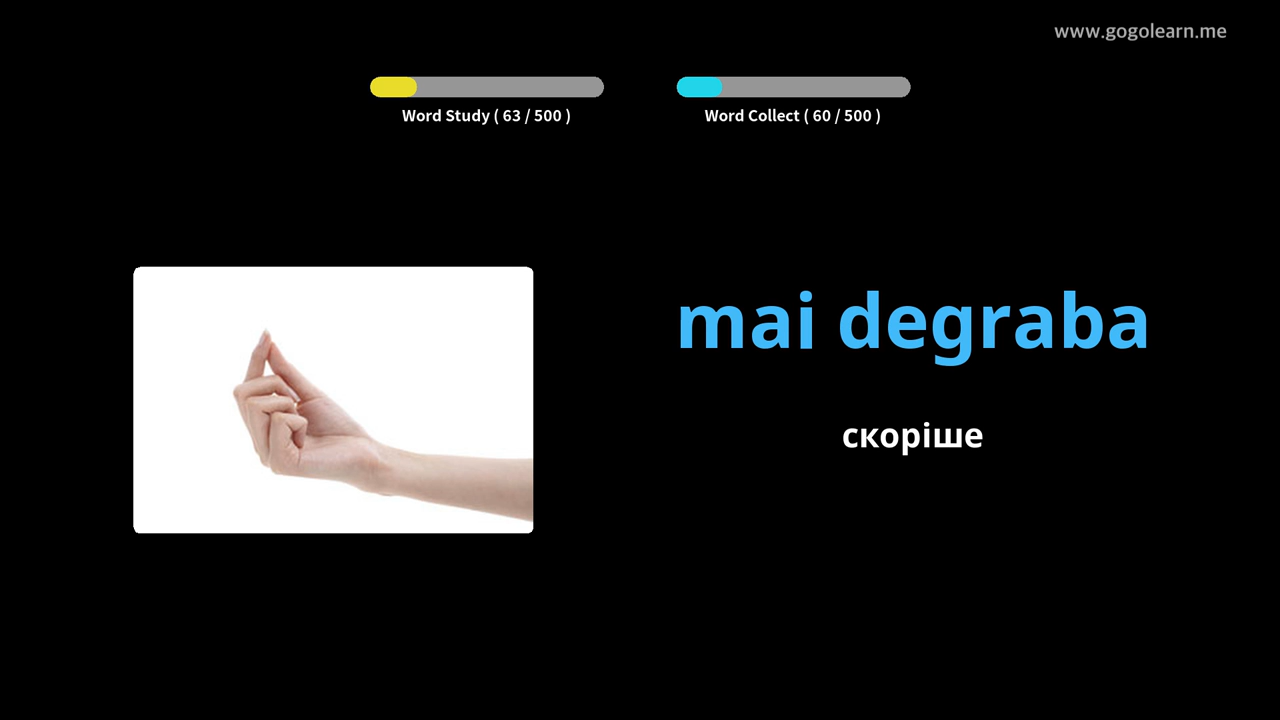 www.gogolearn.me
Word Study ( 63 / 500 )
Word Collect ( 60 / 500 )
mai degraba
скоріше